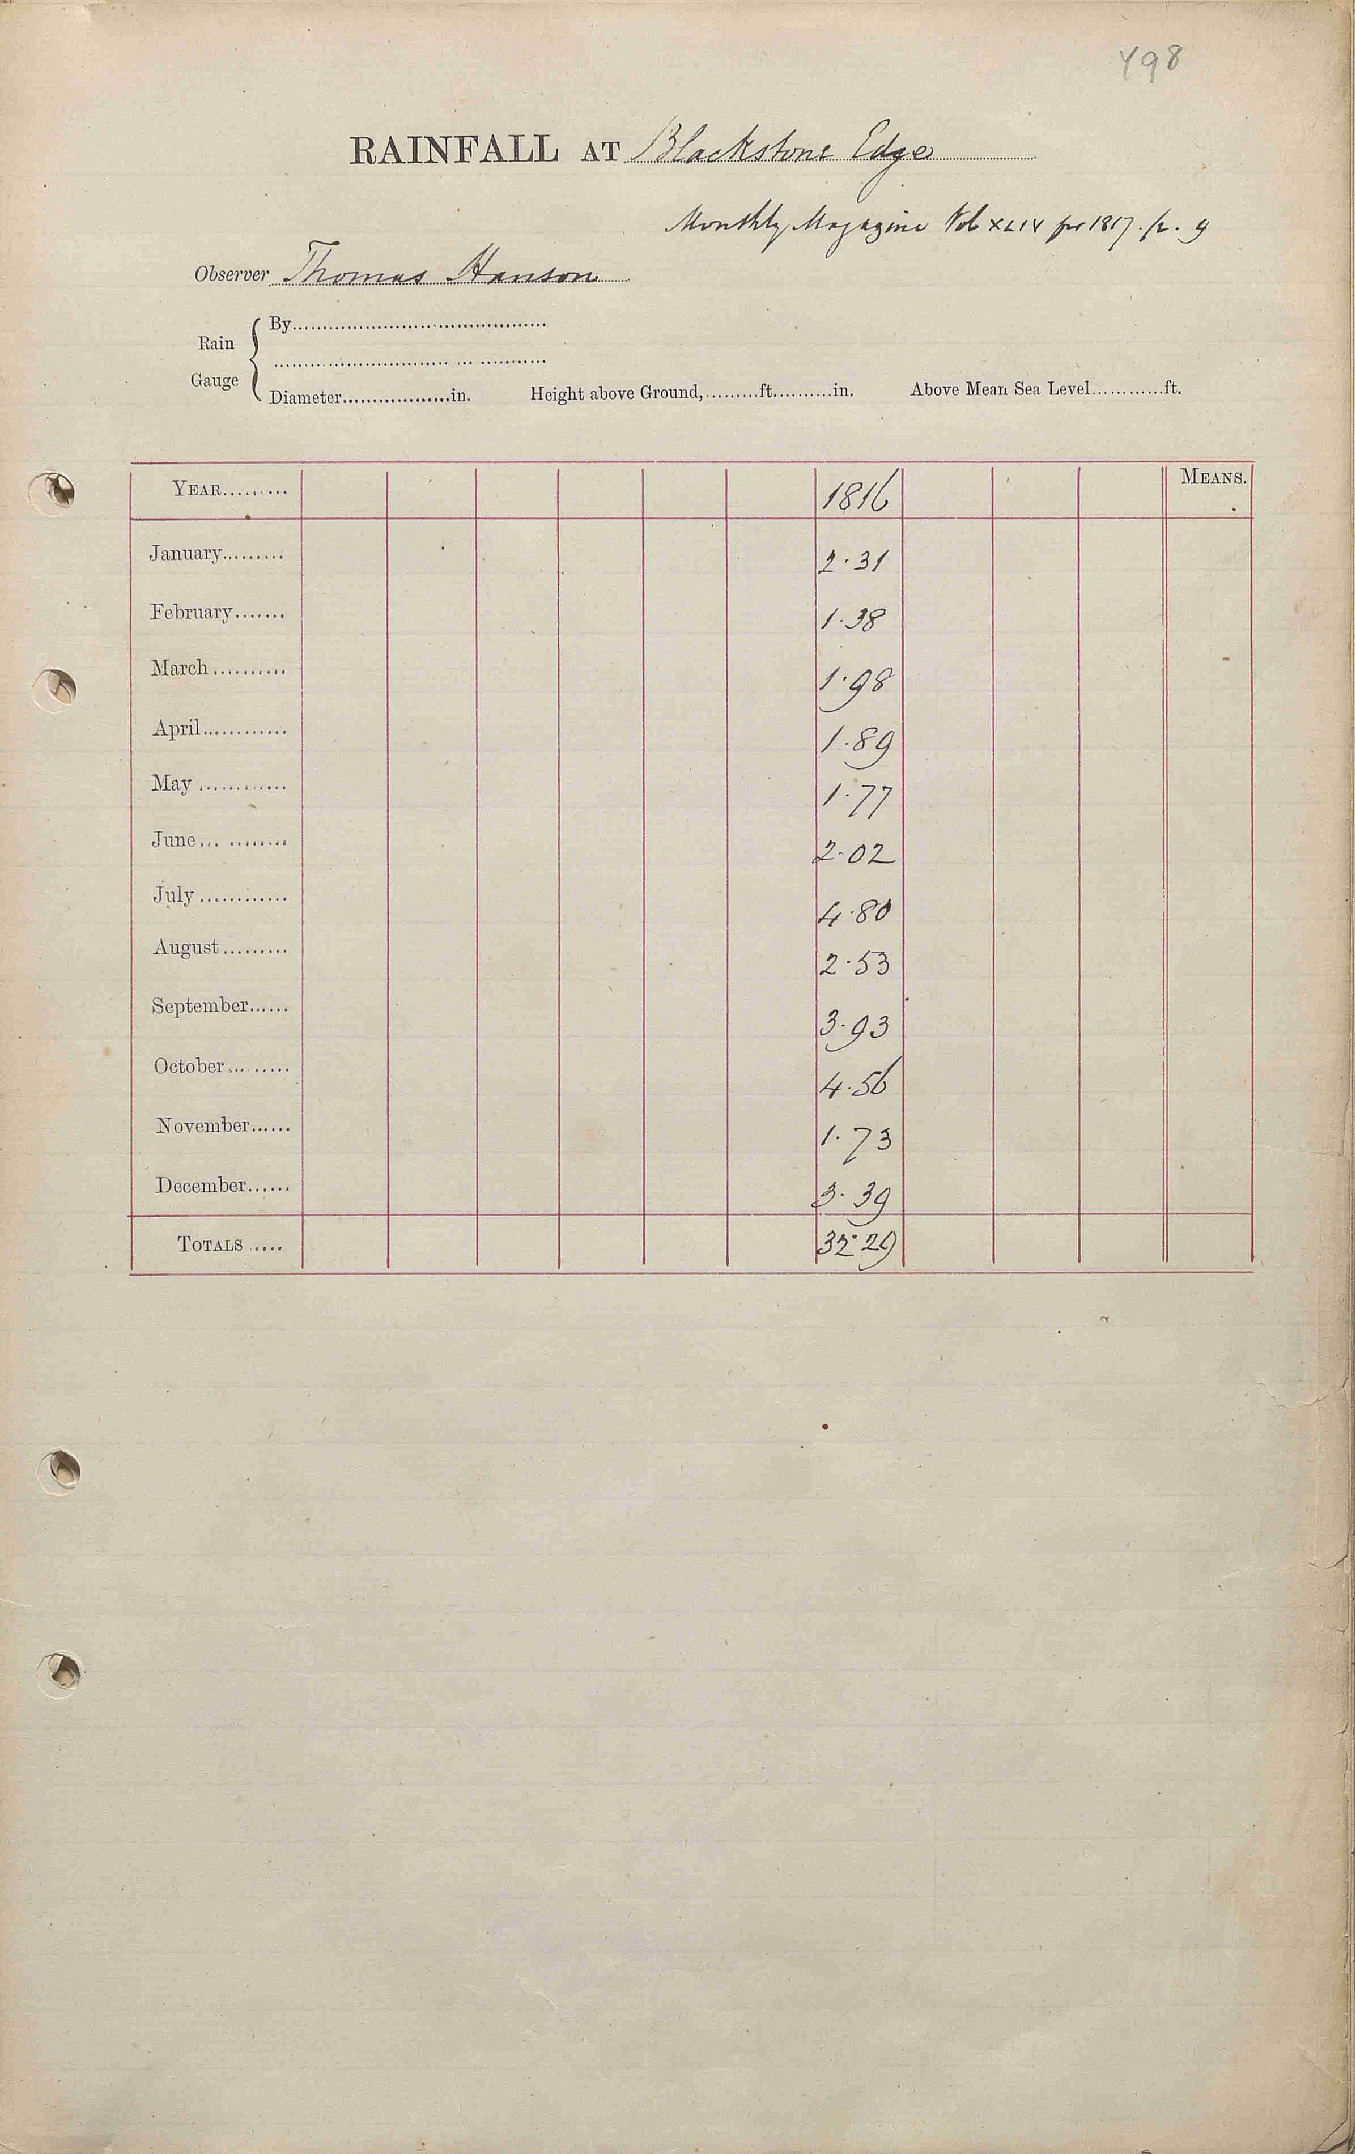 498
RAINFALL AT Blackstone Edge
Monthly Magazine Vol XLIV for 1817. p. 9
Observer Thomas Hanson
Rain Gauge { By
Diameter in. Height above Ground, ft. in. Above Mean Sea Level ft.
YEAR 1816 MEANS.
January 2.31
February 1.38
March 1.98
April 1.89
May 1.77
June 2.02
July 4.80
August 2.53
September 3.93
October 4.56
November 1.73
December 3.39
TOTALS 32.29